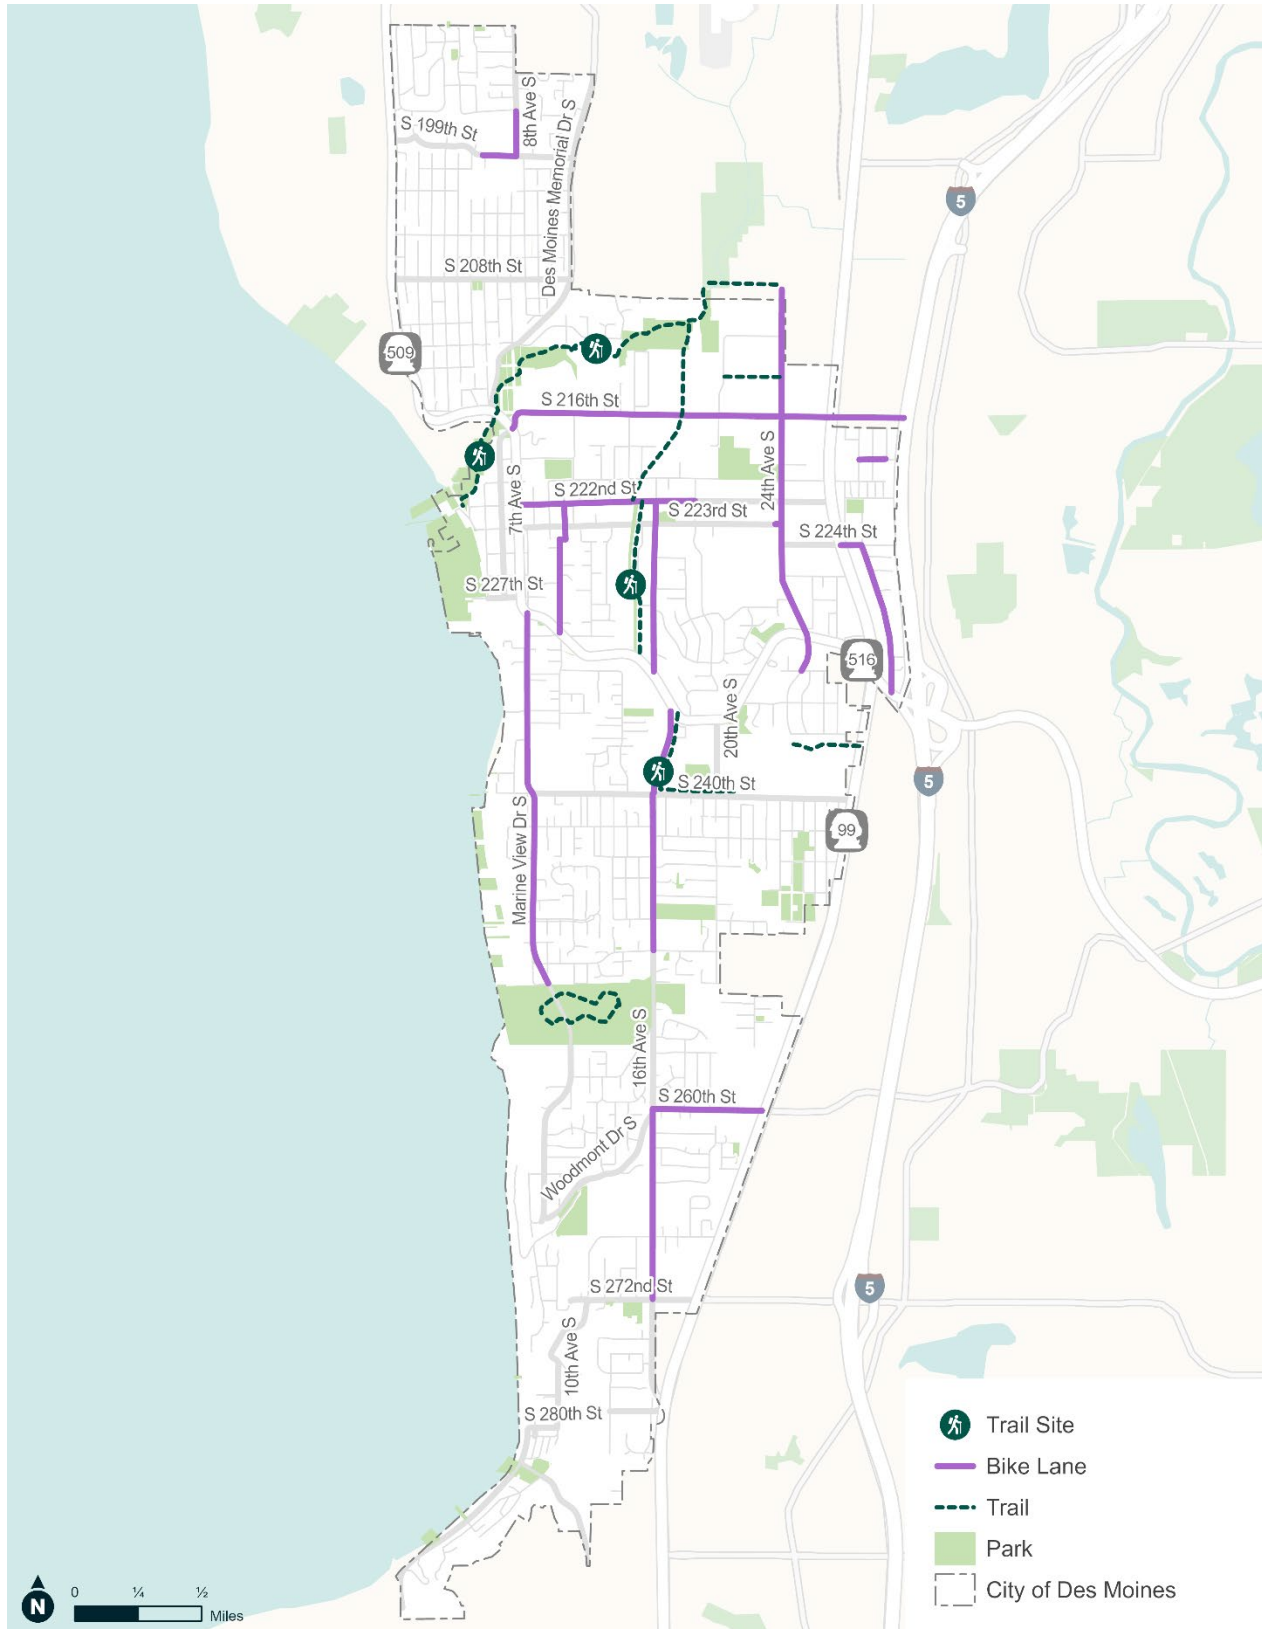 8th Ave S
S 199th St
Des Moines Memorial Dr S
5
S 208th St
509
S 216th St
24th Ave S
7th Ave S
S 222nd St
S 223rd St
S 224th St
S 227th St
516
20th Ave S
S 240th St
5
Marine View Dr S
99
16th Ave S
S 260th St
Woodmont Dr S
S 272nd St
5
10th Ave S
S 280th St
Trail Site
Bike Lane
Trail
Park
City of Des Moines
N
0 ¼ ½
Miles